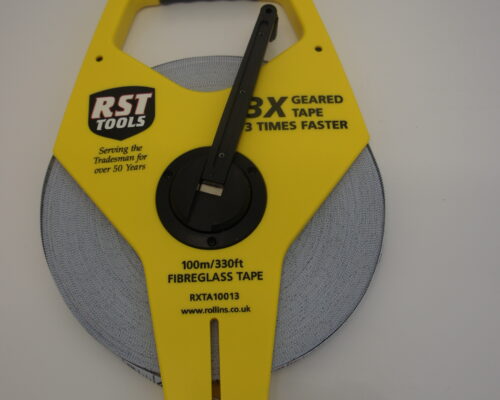 RST
TOOLS
Serving the
Tradesman for
over 50 Years
3X GEARED
TAPE
3 TIMES FASTER
100m/330ft
FIBREGLASS TAPE
RXTA10013
www.rollins.co.uk